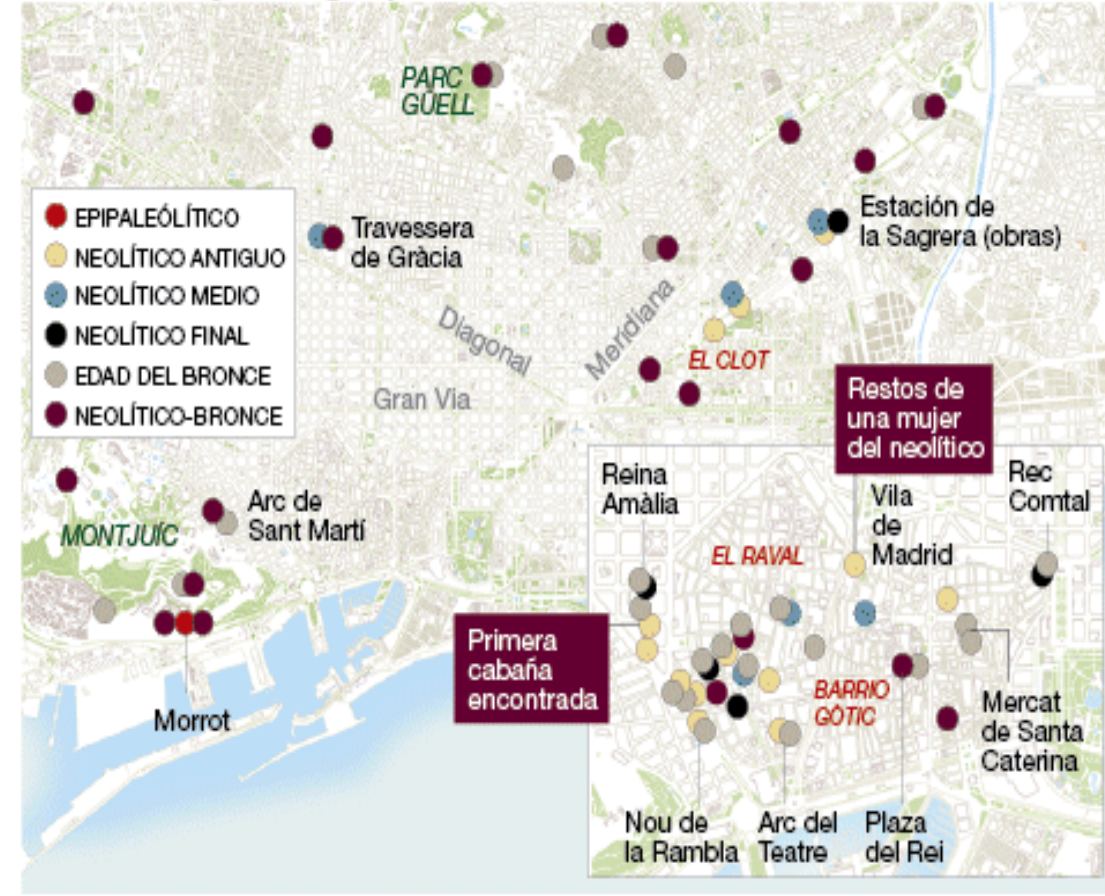 PARC
GÜELL
EPIPALEÓLÍTICO
NEOLÍTICO ANTIGUO
NEOLÍTICO MEDIO
NEOLÍTICO FINAL
EDAD DEL BRONCE
NEOLÍTICO-BRONCE
Travessera
de Gràcia
Estación de
la Sagrera (obras)
Diagonal
Meridiana
Gran Via
EL CLOT
Restos de
una mujer
del neolítico
MONTJUÍC
Arc de
Sant Martí
Morrot
Primera
cabaña
encontrada
Reina
Amàlia
EL RAVAL
Vila
de
Madrid
Rec
Comtal
BARRIO
GÒTIC
Mercat
de Santa
Caterina
Nou de
la Rambla
Arc del
Teatre
Plaza
del Rei